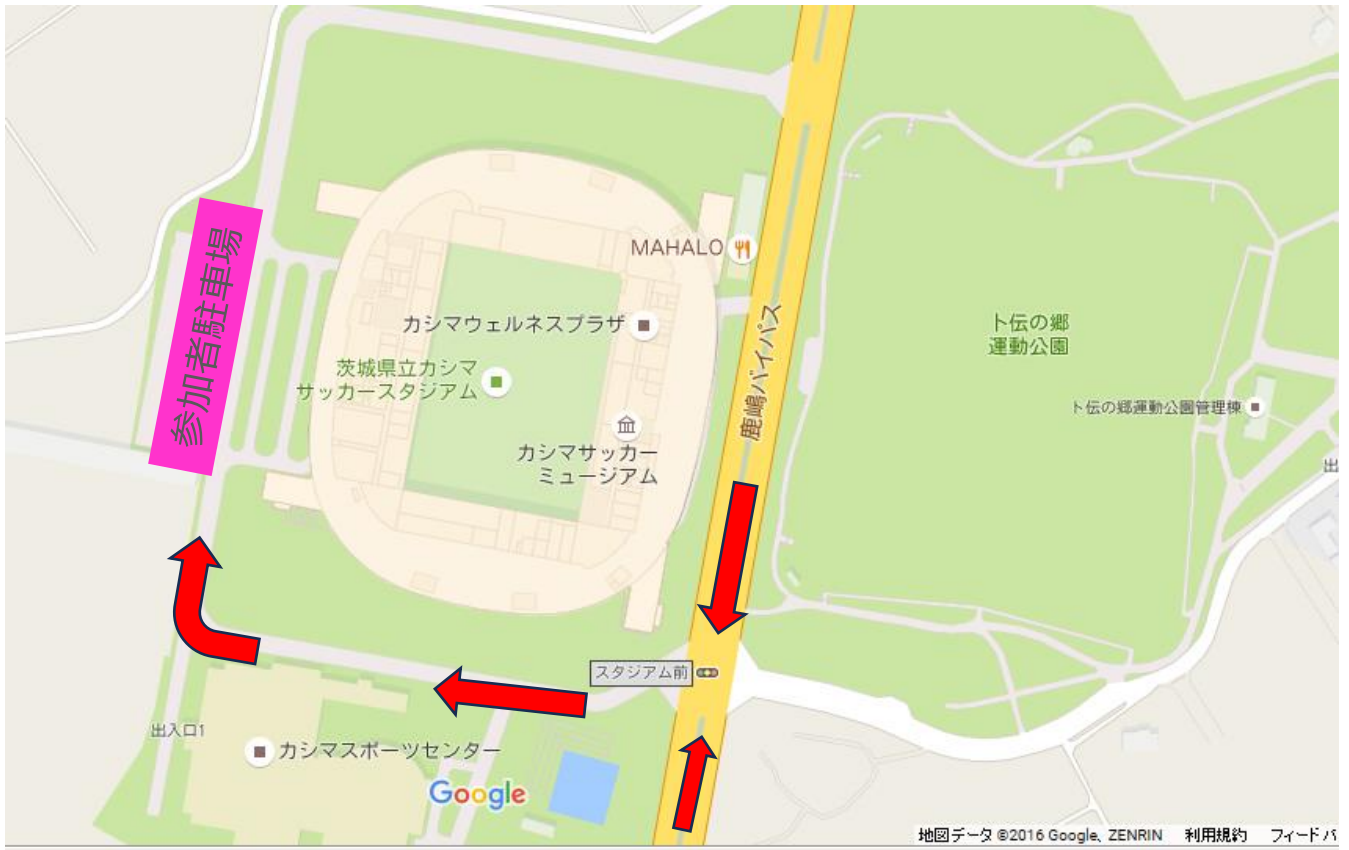 MAHALO
カシマウェルネスプラザ
茨城県立カシマ
サッカースタジアム
カシマサッカー
ミュージアム
参加者駐車場
鹿嶋バイパス
卜伝の郷
運動公園
卜伝の郷運動公園管理棟
出
スタジアム前
出入口1
カシマスポーツセンター
Google
地図データ ©2016 Google、ZENRIN 利用規約 フィードバ